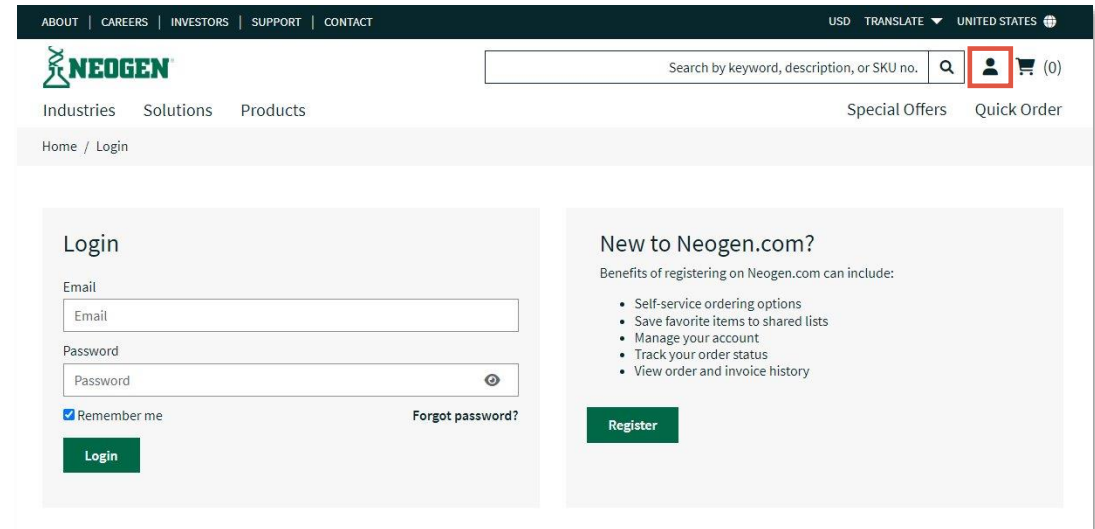 ABOUT | CAREERS | INVESTORS | SUPPORT | CONTACT
USD TRANSLATE UNITED STATES
NEOGEN
Search by keyword, description, or SKU no.
(0)
Industries Solutions Products
Special Offers Quick Order
Home / Login
Login
Email
Email
Password
Password
Remember me
Forgot password?
Login
New to Neogen.com?
Benefits of registering on Neogen.com can include:
• Self-service ordering options
• Save favorite items to shared lists
• Manage your account
• Track your order status
• View order and invoice history
Register